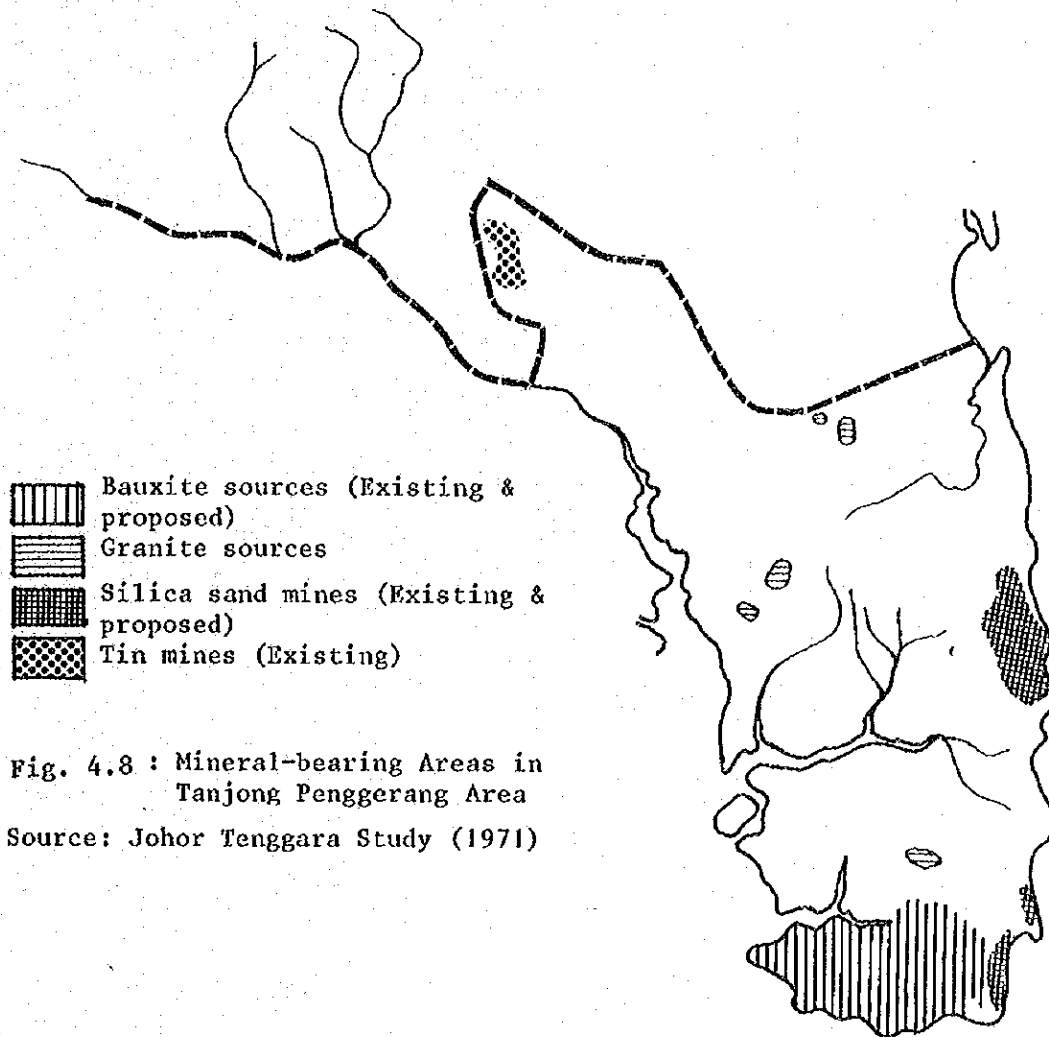 Bauxite sources (Existing &
proposed)
Granite sources
Silica sand mines (Existing &
proposed)
Tin mines (Existing)
Fig. 4.8 : Mineral-bearing Areas in
Tanjong Penggerang Area
Source: Johor Tenggara Study (1971)